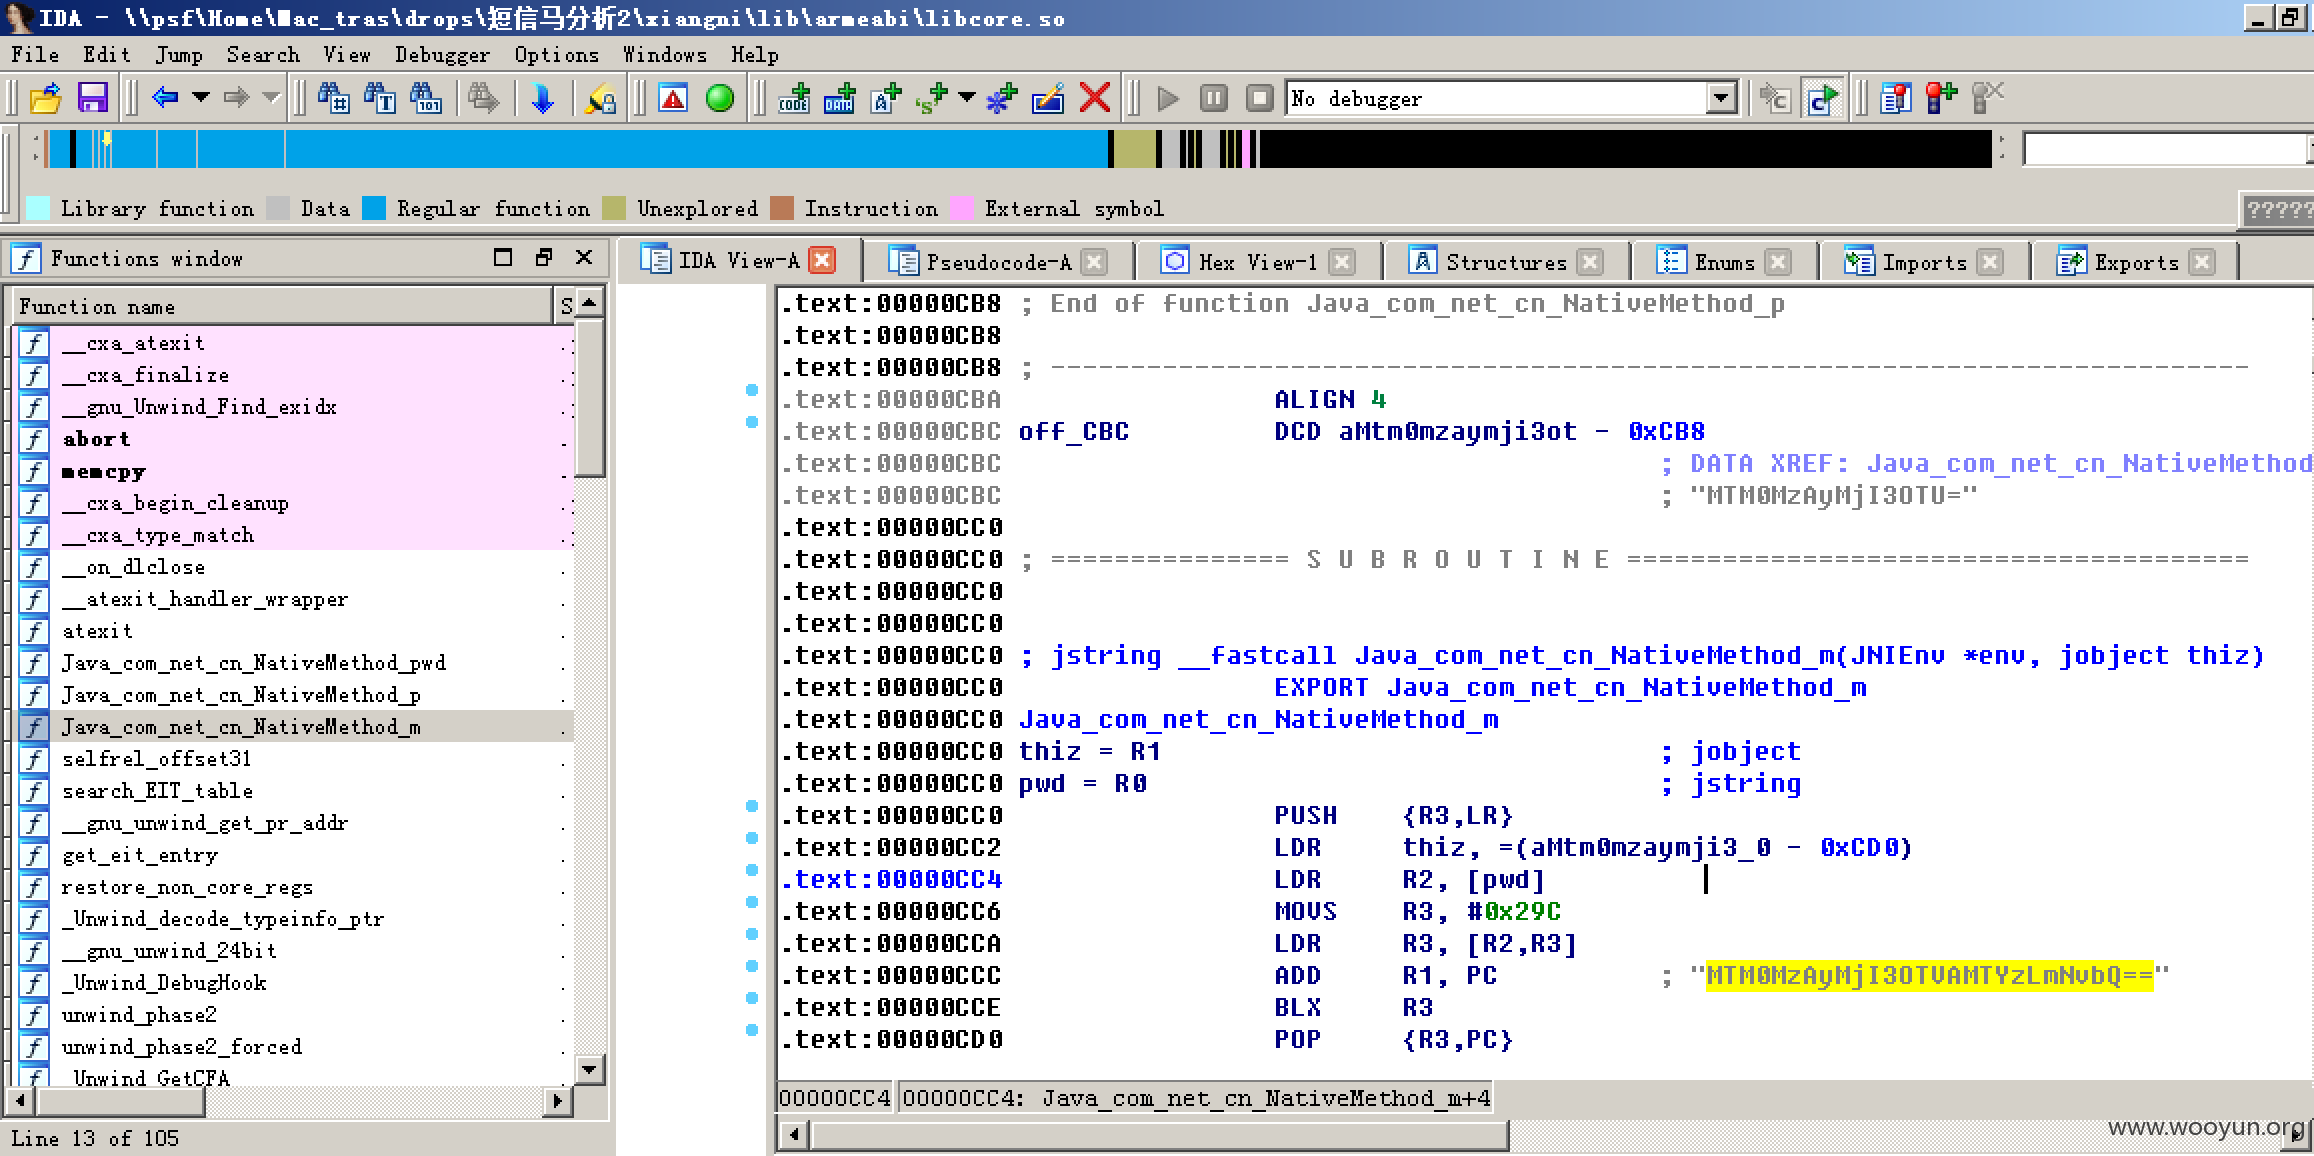 IDA - \\psf\Home\Mac_tras\drops\短信马分析2\xiangni\lib\armeabi\libcore.so
File Edit Jump Search View Debugger Options Windows Help
No debugger
Library function Data Regular function Unexplored Instruction External symbol
?????
Functions window
IDA View-A Pseudocode-A Hex View-1 Structures Enums Imports Exports
Function name S
__cxa_atexit
__cxa_finalize
__gnu_Unwind_Find_exidx
abort
memcpy
__cxa_begin_cleanup
__cxa_type_match
__on_dlclose
__atexit_handler_wrapper
atexit
Java_com_net_cn_NativeMethod_pwd
Java_com_net_cn_NativeMethod_p
Java_com_net_cn_NativeMethod_m
selfrel_offset31
search_EIT_table
__gnu_unwind_get_pr_addr
get_eit_entry
restore_non_core_regs
_Unwind_decode_typeinfo_ptr
__gnu_unwind_24bit
_Unwind_DebugHook
unwind_phase2
unwind_phase2_forced
_Unwind_GetCFA
Line 13 of 105
.text:00000CB8 ; End of function Java_com_net_cn_NativeMethod_p
.text:00000CB8
.text:00000CB8 ; ---------------------------------------------------------------------------
.text:00000CBA ALIGN 4
.text:00000CBC off_CBC DCD aMtm0mzaymji3ot - 0xCB8
.text:00000CBC ; DATA XREF: Java_com_net_cn_NativeMethod
.text:00000CBC ; "MTM0MzAyMjI3OTU="
.text:00000CC0
.text:00000CC0 ; =============== S U B R O U T I N E =======================================
.text:00000CC0
.text:00000CC0
.text:00000CC0 ; jstring __fastcall Java_com_net_cn_NativeMethod_m(JNIEnv *env, jobject thiz)
.text:00000CC0 EXPORT Java_com_net_cn_NativeMethod_m
.text:00000CC0 Java_com_net_cn_NativeMethod_m
.text:00000CC0 thiz = R1 ; jobject
.text:00000CC0 pwd = R0 ; jstring
.text:00000CC0 PUSH {R3,LR}
.text:00000CC2 LDR thiz, =(aMtm0mzaymji3_0 - 0xCD0)
.text:00000CC4 LDR R2, [pwd]
.text:00000CC6 MOVS R3, #0x29C
.text:00000CCA LDR R3, [R2,R3]
.text:00000CCC ADD R1, PC ; "MTM0MzAyMjI3OTVAMTYzLmNvbQ=="
.text:00000CCE BLX R3
.text:00000CD0 POP {R3,PC}
00000CC4 00000CC4: Java_com_net_cn_NativeMethod_m+4
www.wooyun.org